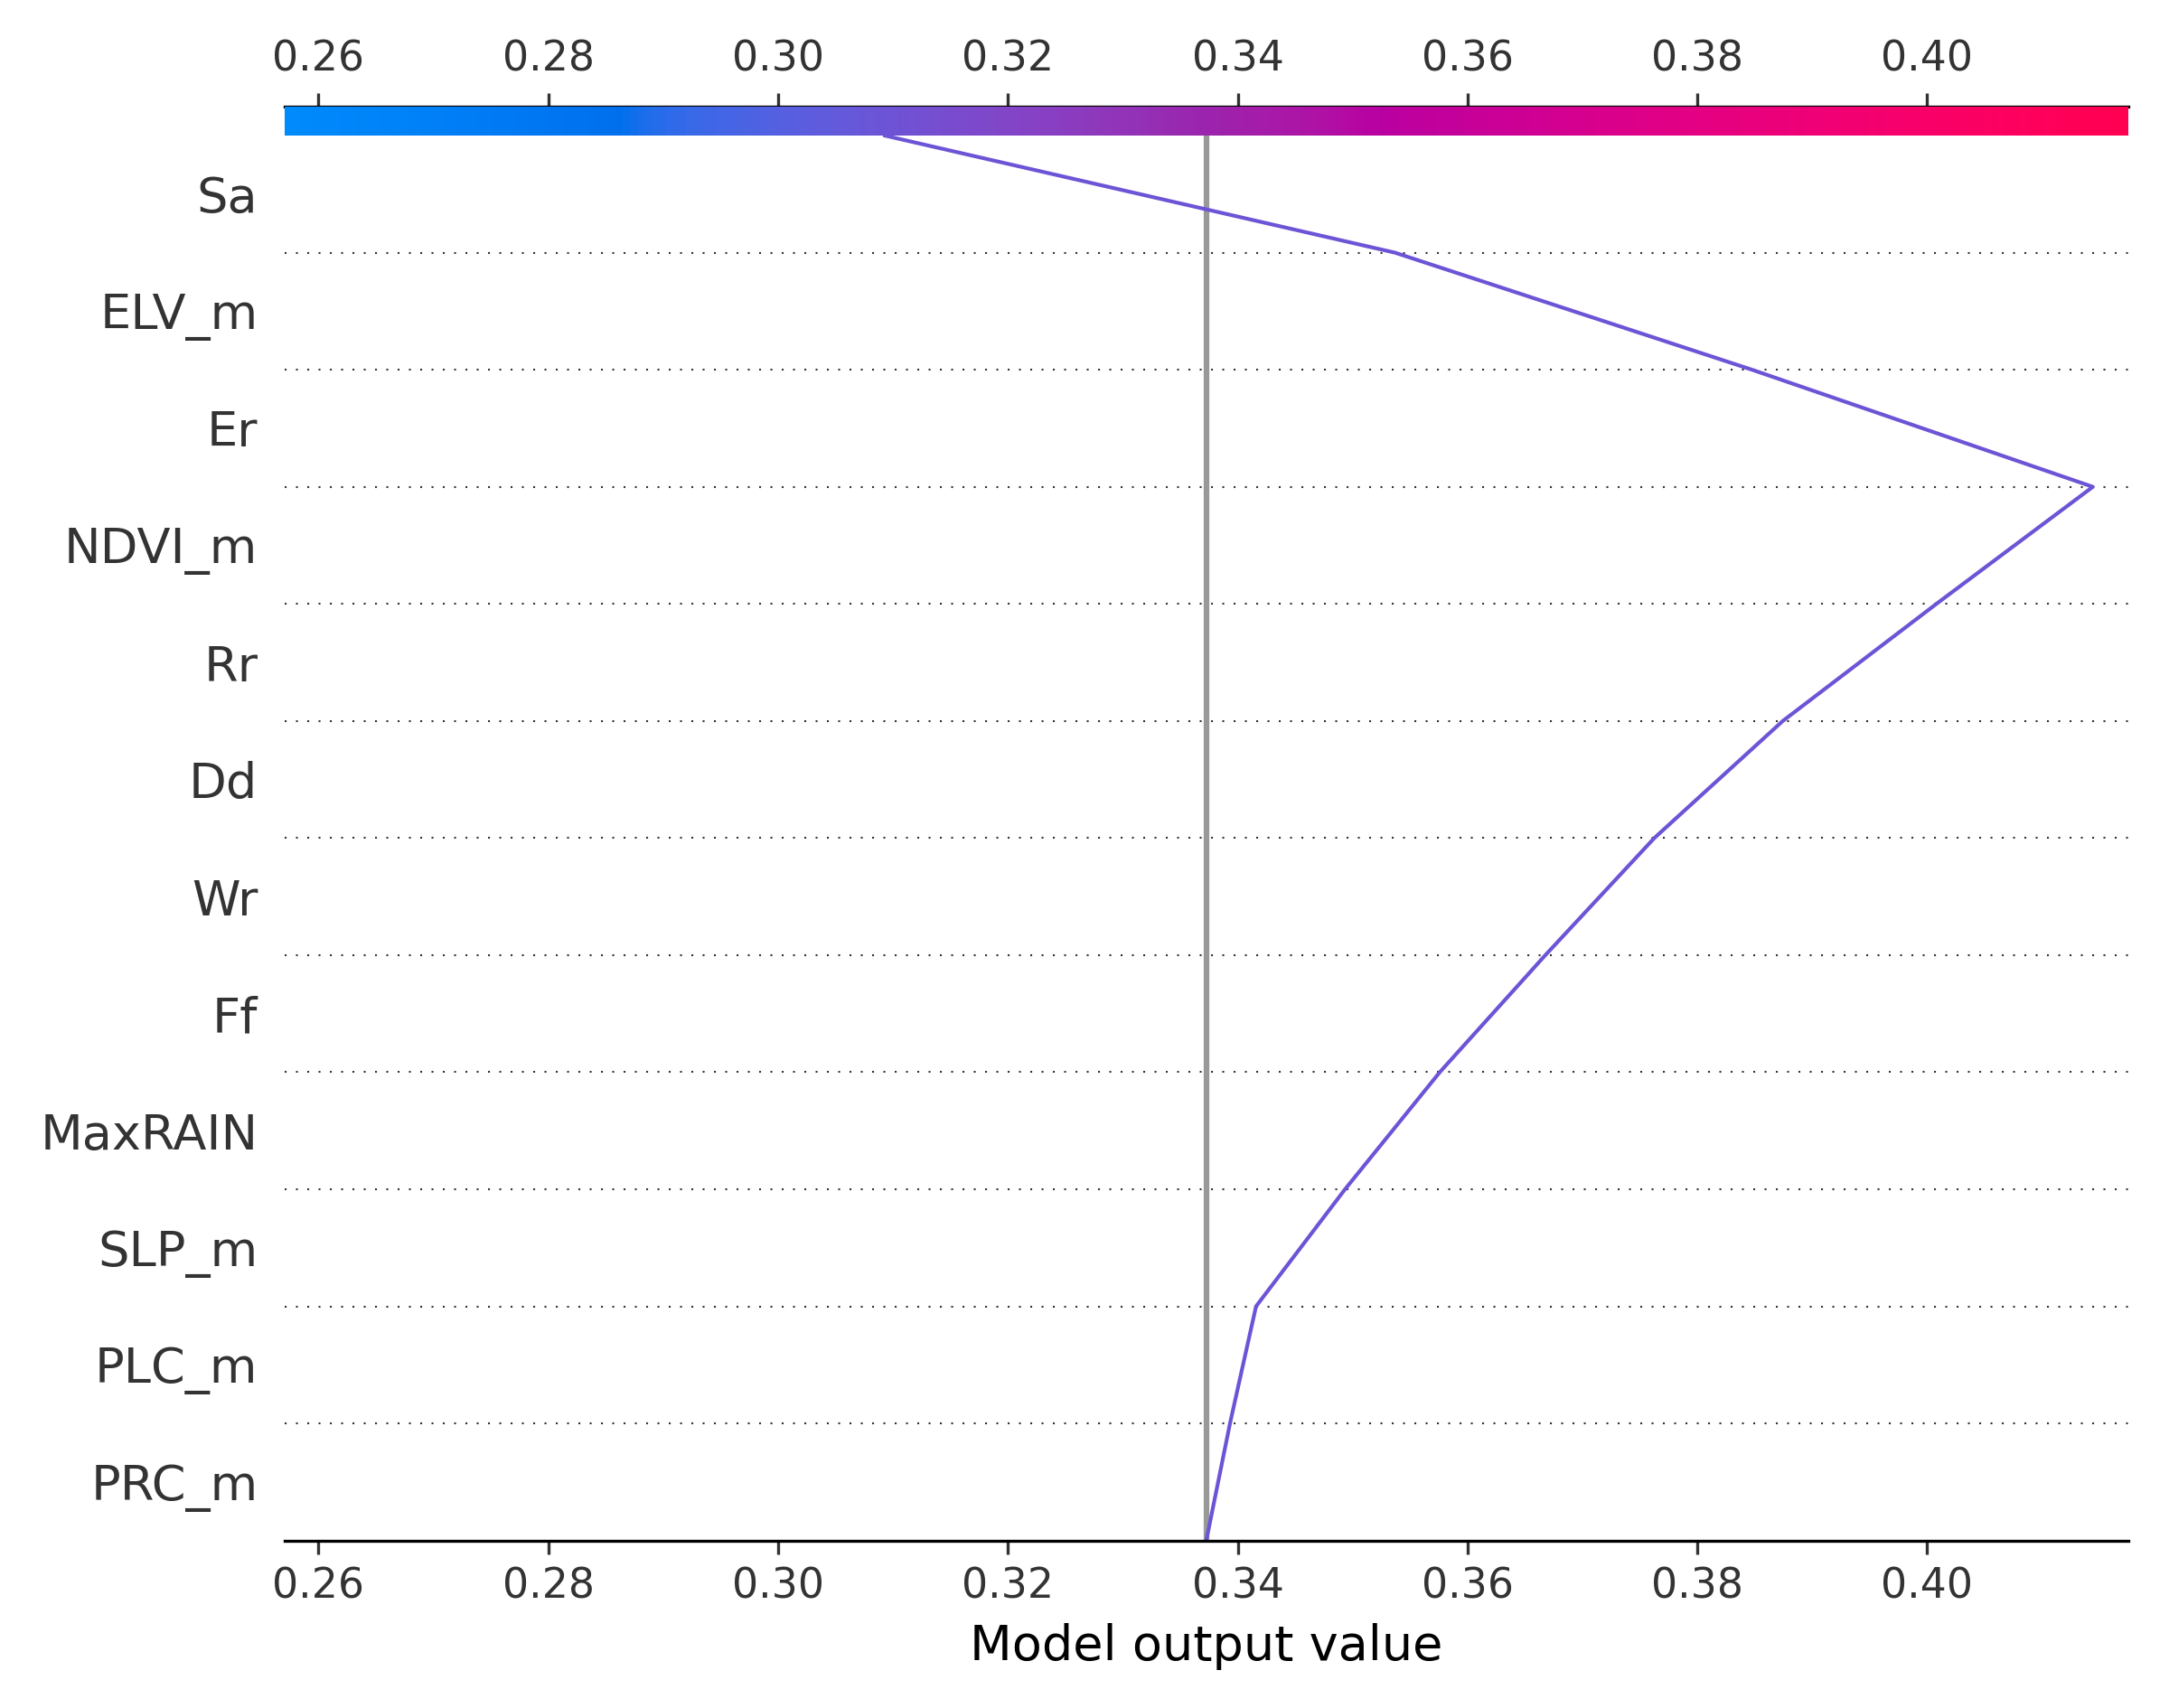 0.26 0.28 0.30 0.32 0.34 0.36 0.38 0.40
Sa
ELV_m
Er
NDVI_m
Rr
Dd
Wr
Ff
MaxRAIN
SLP_m
PLC_m
PRC_m
0.26 0.28 0.30 0.32 0.34 0.36 0.38 0.40
Model output value